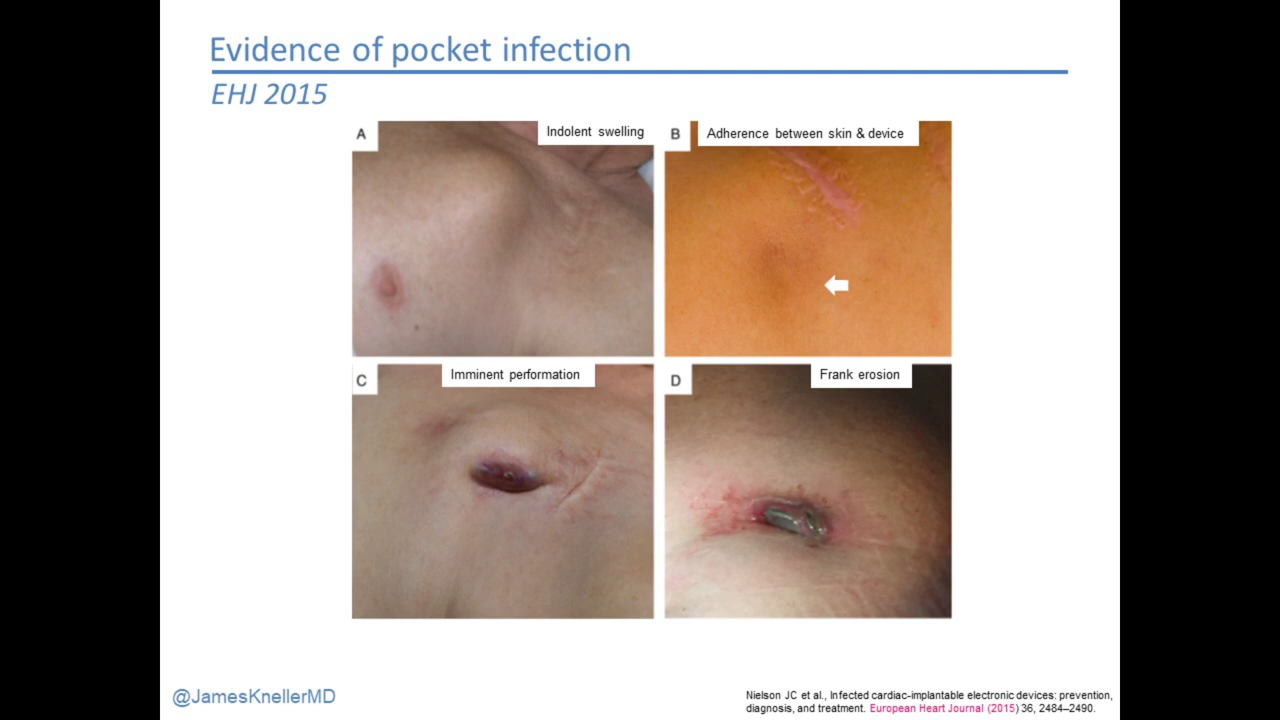 Evidence of pocket infection
EHJ 2015
A
Indolent swelling
B
Adherence between skin & device
C
Imminent performation
D
Frank erosion
@JamesKnellerMD
Nielson JC et al., Infected cardiac-implantable electronic devices: prevention,
diagnosis, and treatment. European Heart Journal (2015) 36, 2484–2490.